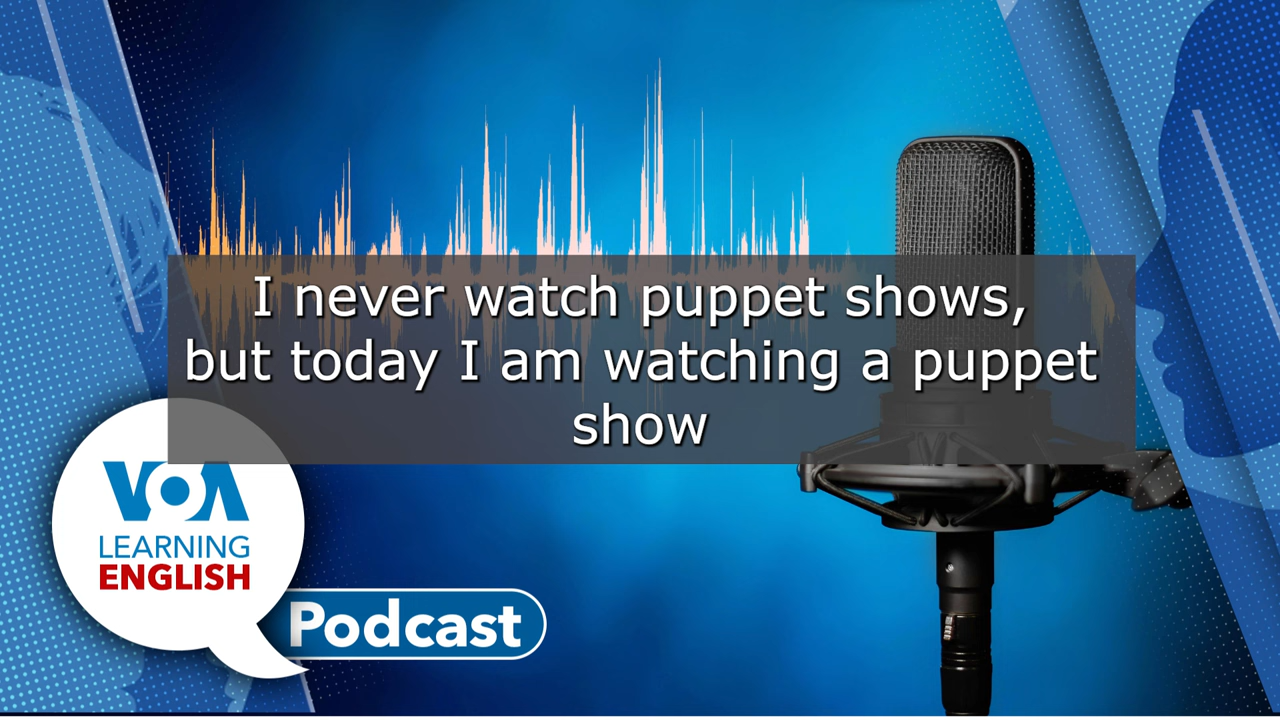 I never watch puppet shows,
but today I am watching a puppet
show
VOA
LEARNING
ENGLISH
Podcast